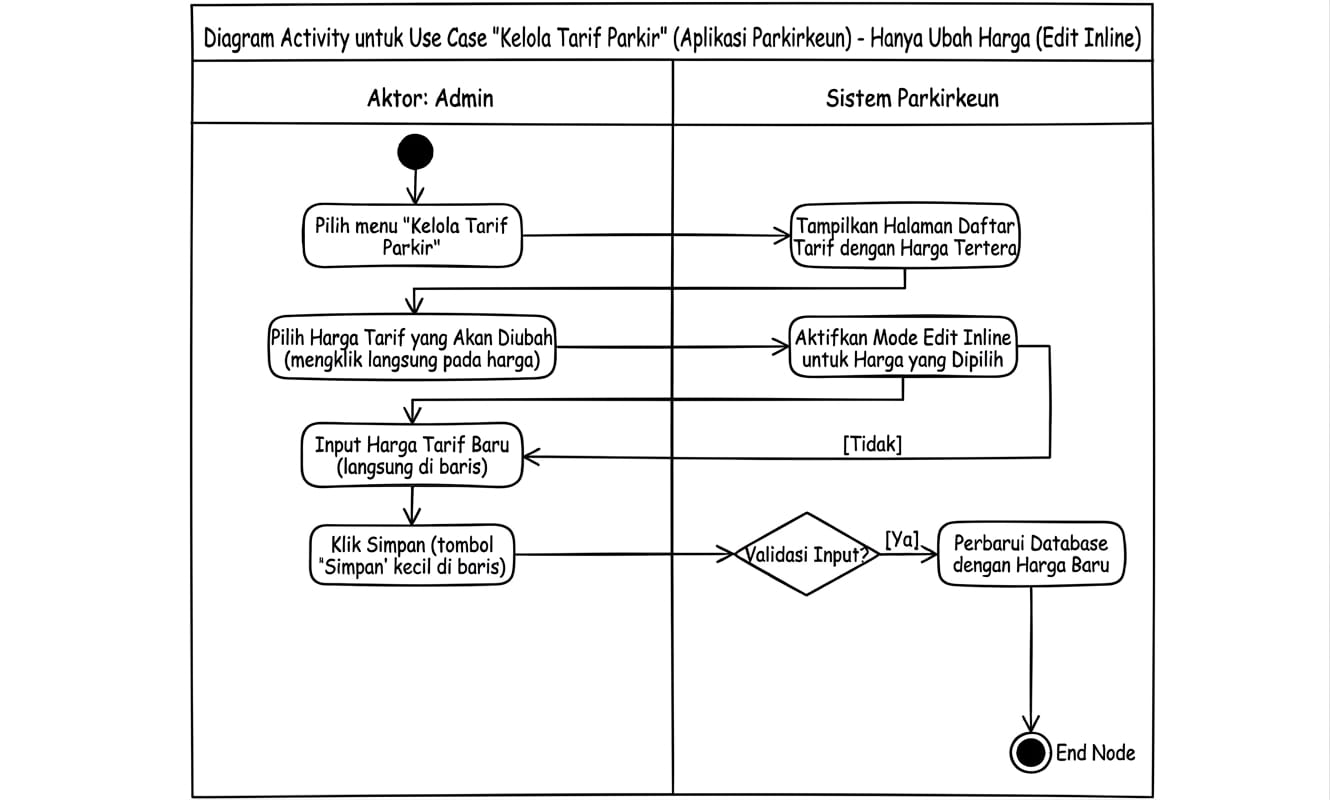 Diagram Activity untuk Use Case "Kelola Tarif Parkir" (Aplikasi Parkirkeun) - Hanya Ubah Harga (Edit Inline)
Aktor: Admin
Sistem Parkirkeun
Pilih menu "Kelola Tarif
Parkir"
Tampilkan Halaman Daftar
Tarif dengan Harga Tertera
Pilih Harga Tarif yang Akan Diubah
(mengklik langsung pada harga)
Aktifkan Mode Edit Inline
untuk Harga yang Dipilih
Input Harga Tarif Baru
(langsung di baris)
[Tidak]
Klik Simpan (tombol
'Simpan' kecil di baris)
Validasi Input?
[Ya]
Perbarui Database
dengan Harga Baru
End Node